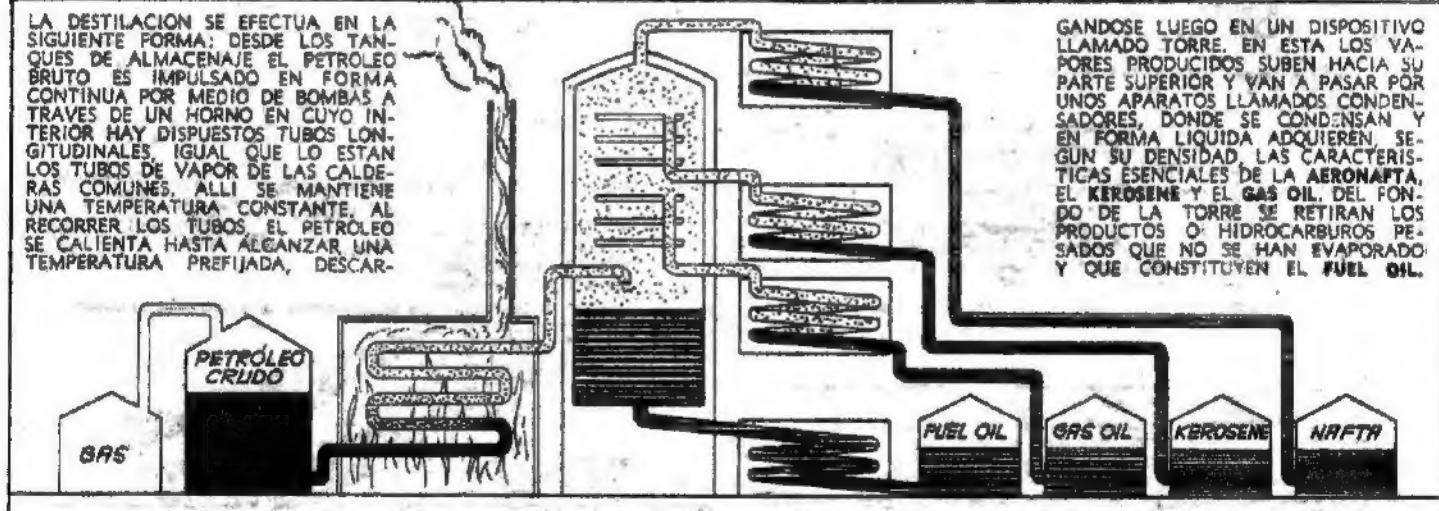 LA DESTILACION SE EFECTUA EN LA
SIGUIENTE FORMA: DESDE LOS TAN-
QUES DE ALMACENAJE EL PETROLEO
BRUTO ES IMPULSADO EN FORMA
CONTINUA POR MEDIO DE BOMBAS A
TRAVES DE UN HORNO EN CUYO IN-
TERIOR HAY DISPUESTOS TUBOS LON-
GITUDINALES, IGUAL QUE LO ESTAN
LOS TUBOS DE VAPOR DE LAS CALDE-
RAS COMUNES. ALLI SE MANTIENE
UNA TEMPERATURA CONSTANTE. AL
RECORRER LOS TUBOS, EL PETROLEO
SE CALIENTA HASTA ALCANZAR UNA
TEMPERATURA PREFIJADA, DESCAR-
GANDOSE LUEGO EN UN DISPOSITIVO
LLAMADO TORRE. EN ESTA LOS VA-
PORES PRODUCIDOS SUBEN HACIA SU
PARTE SUPERIOR Y VAN A PASAR POR
UNOS APARATOS LLAMADOS CONDEN-
SADORES, DONDE SE CONDENSAN Y
EN FORMA LIQUIDA ADQUIEREN, SE-
GUN SU DENSIDAD, LAS CARACTERIS-
TICAS ESENCIALES DE LA AERONAFTA,
EL KEROSENE Y EL GAS OIL. DEL FON-
DO DE LA TORRE SE RETIRAN LOS
PRODUCTOS O HIDROCARBUROS PE-
SADOS QUE NO SE HAN EVAPORADO
Y QUE CONSTITUYEN EL FUEL OIL.
GAS
PETRÓLEO
CRUDO
FUEL OIL
GAS OIL
KEROSENE
NAFTA